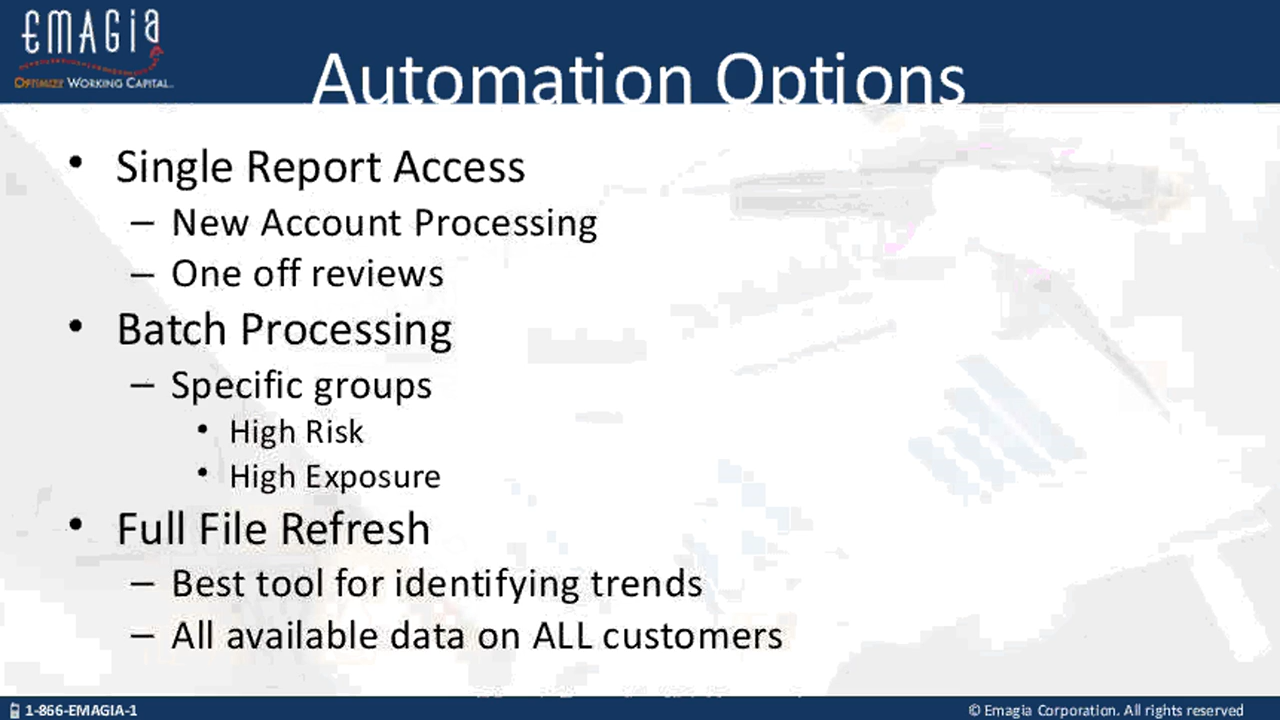 EMAGia
OPTIMIZE WORKING CAPITAL..
Automation Options
• Single Report Access
– New Account Processing
– One off reviews
• Batch Processing
– Specific groups
• High Risk
• High Exposure
• Full File Refresh
– Best tool for identifying trends
– All available data on ALL customers
1-866-EMAGIA-1
© Emagia Corporation. All rights reserved